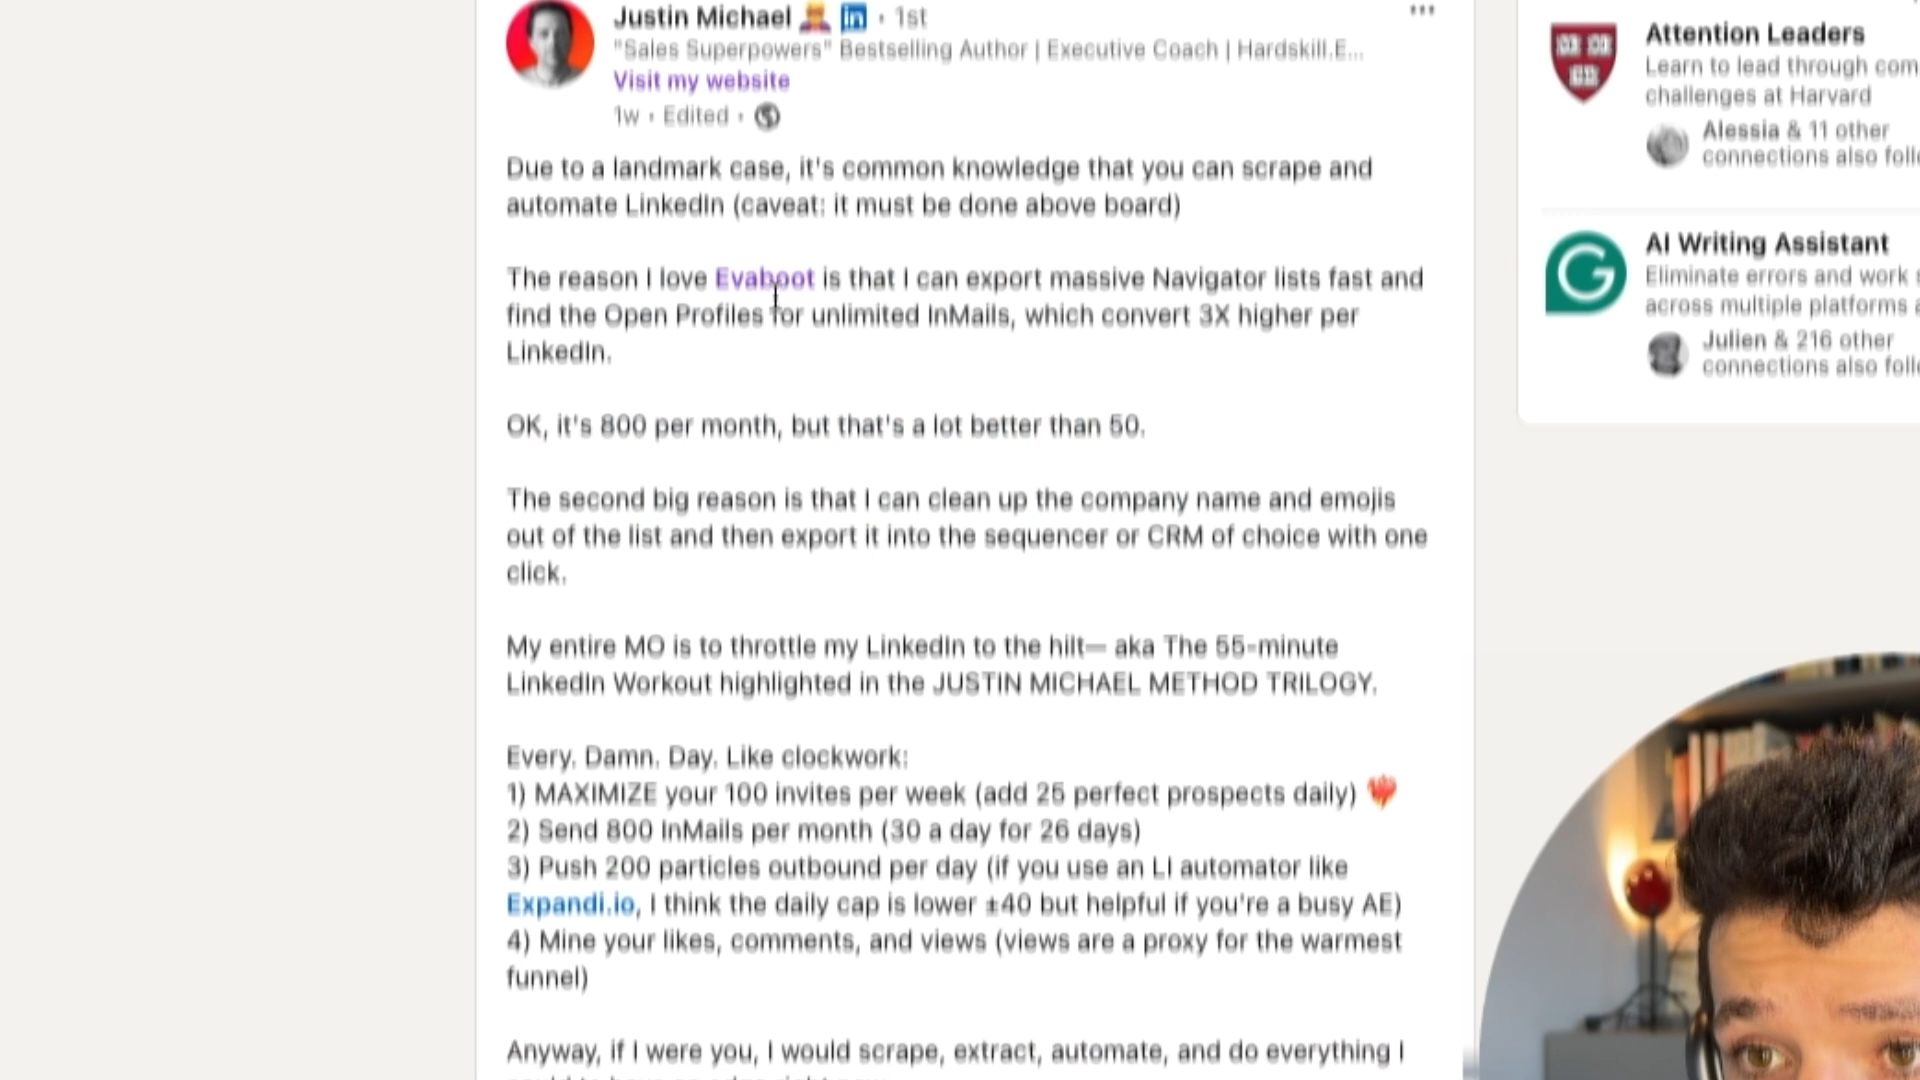 Justin Michael in • 1st
"Sales Superpowers" Bestselling Author | Executive Coach | Hardskill.E...
Visit my website
1w • Edited •
Due to a landmark case, it's common knowledge that you can scrape and
automate LinkedIn (caveat: it must be done above board)
The reason I love Evaboot is that I can export massive Navigator lists fast and
find the Open Profiles for unlimited InMails, which convert 3X higher per
LinkedIn.
OK, it's 800 per month, but that's a lot better than 50.
The second big reason is that I can clean up the company name and emojis
out of the list and then export it into the sequencer or CRM of choice with one
click.
My entire MO is to throttle my LinkedIn to the hilt— aka The 55-minute
LinkedIn Workout highlighted in the JUSTIN MICHAEL METHOD TRILOGY.
Every. Damn. Day. Like clockwork:
1) MAXIMIZE your 100 invites per week (add 25 perfect prospects daily) ❤️‍🔥
2) Send 800 InMails per month (30 a day for 26 days)
3) Push 200 particles outbound per day (if you use an LI automator like
Expandi.io, I think the daily cap is lower ±40 but helpful if you're a busy AE)
4) Mine your likes, comments, and views (views are a proxy for the warmest
funnel)
Anyway, if I were you, I would scrape, extract, automate, and do everything I
Attention Leaders
Learn to lead through com
challenges at Harvard
Alessia & 11 other
connections also foll
AI Writing Assistant
Eliminate errors and work
across multiple platforms
Julien & 216 other
connections also foll